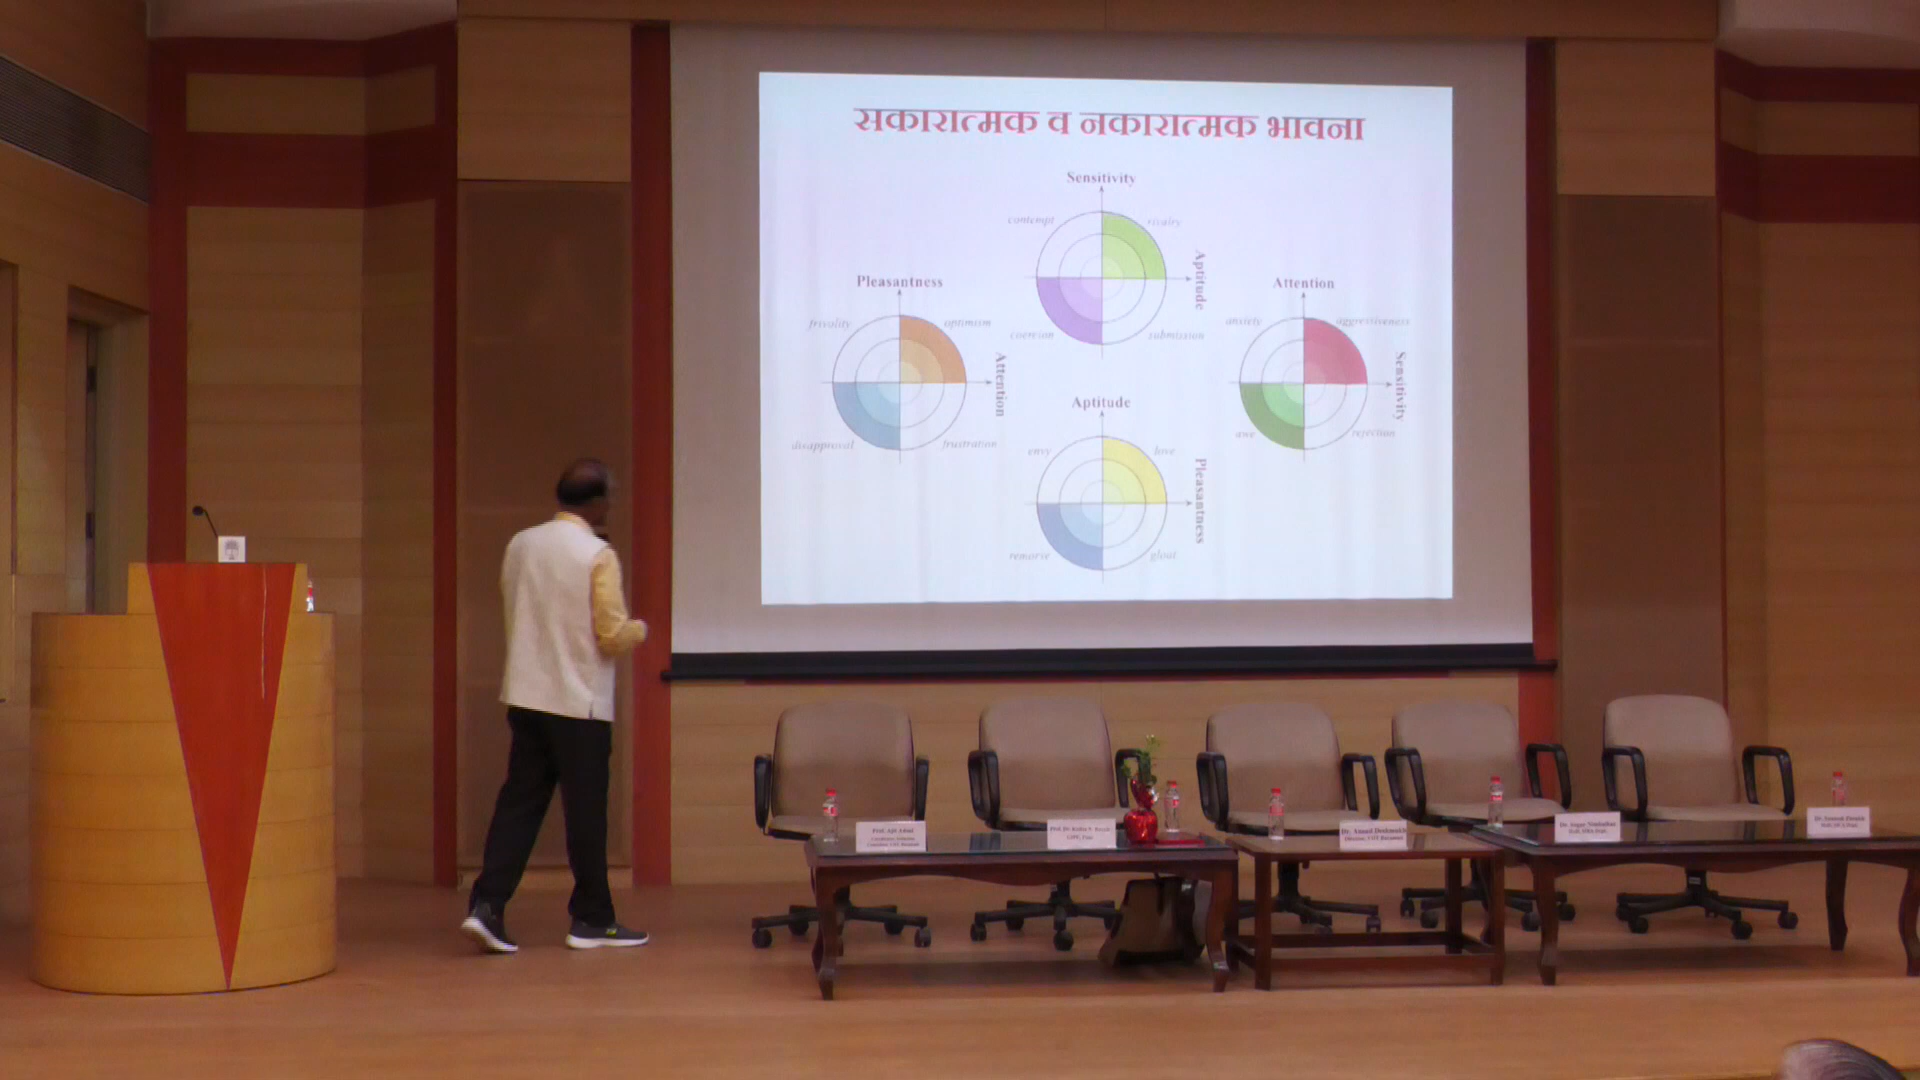 सकारात्मक व नकारात्मक भावना
Sensitivity
contempt
rivalry
Aptitude
coercion
submission
Pleasantness
frivolity
optimism
Attention
disapproval
frustration
Attention
anxiety
aggressiveness
Sensitivity
awe
rejection
Aptitude
envy
love
Pleasantness
remorse
gloat